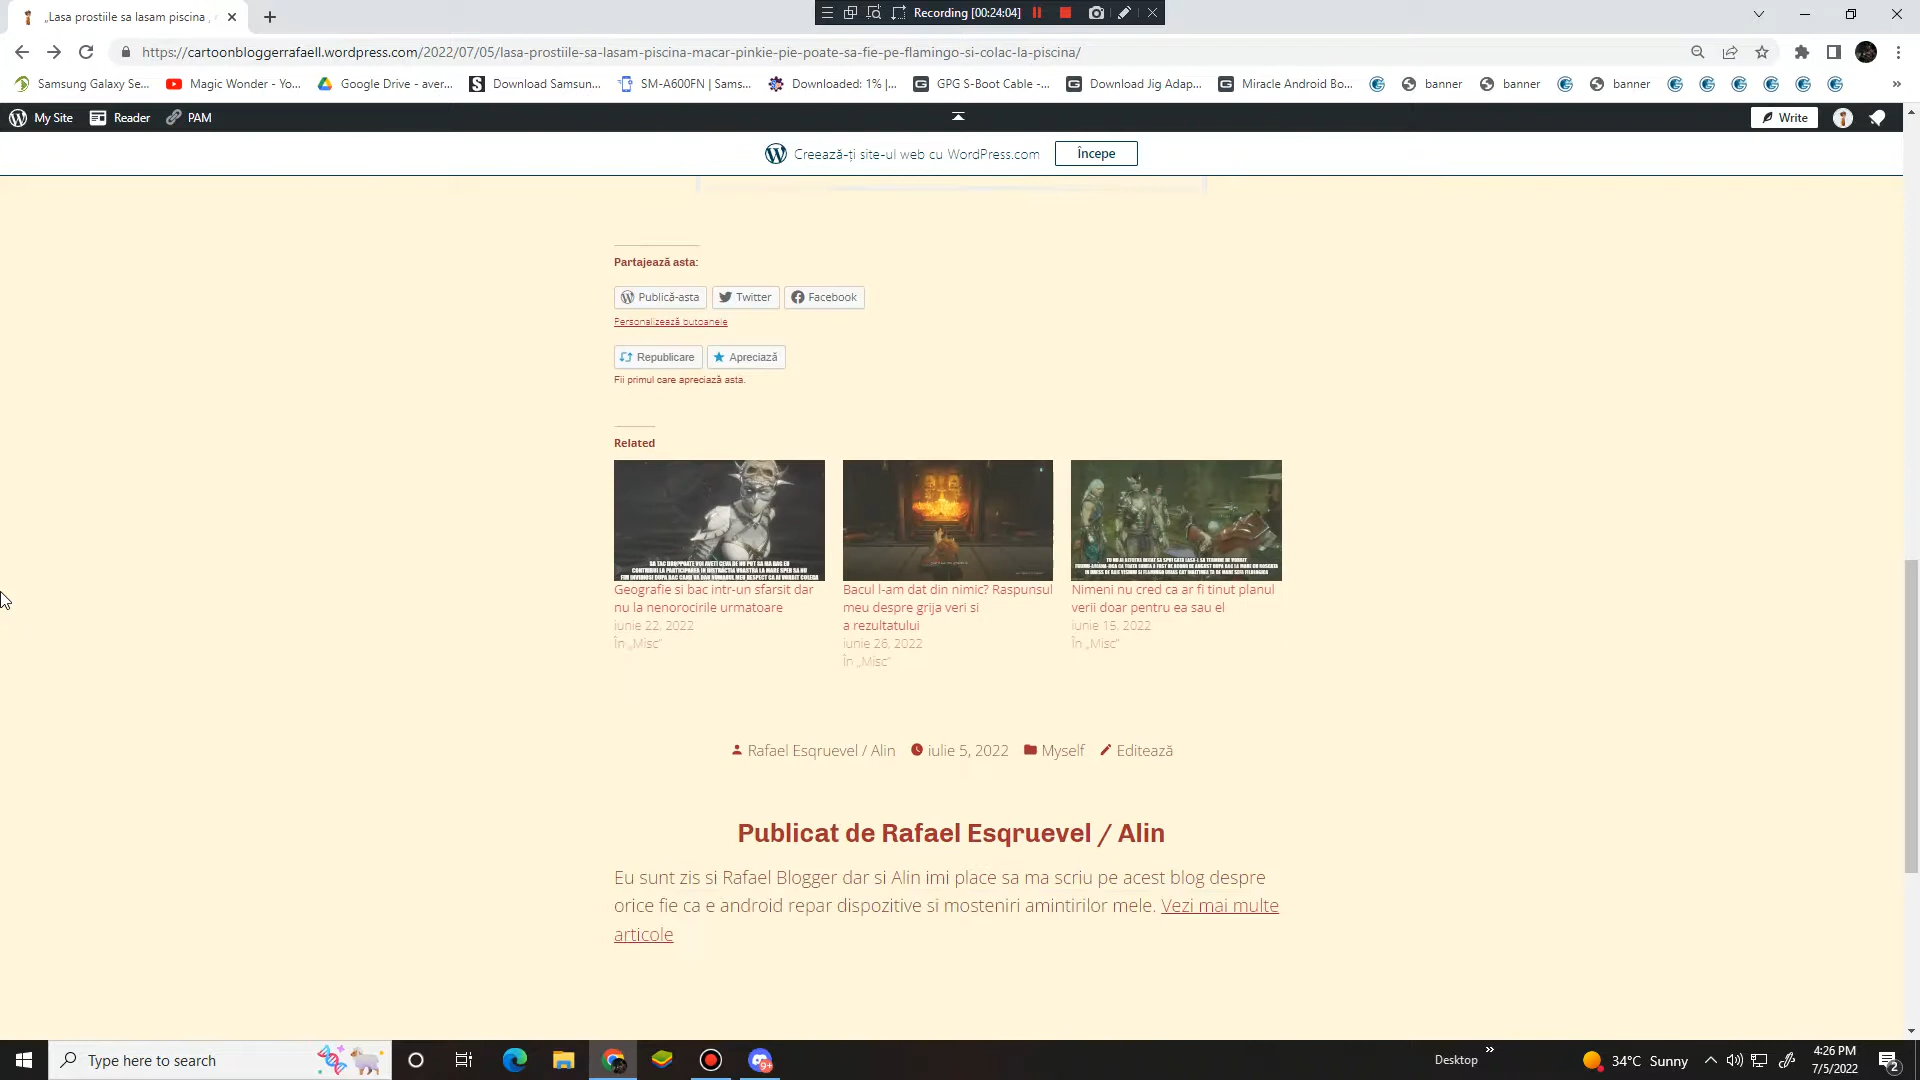 „Lasa prostiile sa lasam piscina ,
Recording [00:24:04]
https://cartoonbloggerrafaell.wordpress.com/2022/07/05/lasa-prostiile-sa-lasam-piscina-macar-pinkie-pie-poate-sa-fie-pe-flamingo-si-colac-la-piscina/
Samsung Galaxy Se... Magic Wonder - Yo... Google Drive - aver... Download Samsun... SM-A600FN | Sams... Downloaded: 1% |... GPG S-Boot Cable -... Download Jig Adap... Miracle Android Bo... banner banner banner »
My Site Reader PAM Write
Creează-ți site-ul web cu WordPress.com Începe
Partajează asta:
Publică-asta Twitter Facebook
Personalizează butoanele
Republicare Apreciază
Fii primul care apreciază asta.
Related
Geografie si bac intr-un sfarsit dar
nu la nenorocirile urmatoare
iunie 22, 2022
În „Misc”
Bacul l-am dat din nimic? Raspunsul
meu despre grija veri si
a rezultatului
iunie 26, 2022
În „Misc”
Nimeni nu cred ca ar fi tinut planul
verii doar pentru ea sau el
iunie 15, 2022
În „Misc”
Rafael Esqruevel / Alin iulie 5, 2022 Myself Editează
Publicat de Rafael Esqruevel / Alin
Eu sunt zis si Rafael Blogger dar si Alin imi place sa ma scriu pe acest blog despre
orice fie ca e android repar dispozitive si mosteniri amintirilor mele. Vezi mai multe
articole
Type here to search
9+
Desktop »
34°C Sunny
4:26 PM
7/5/2022
2